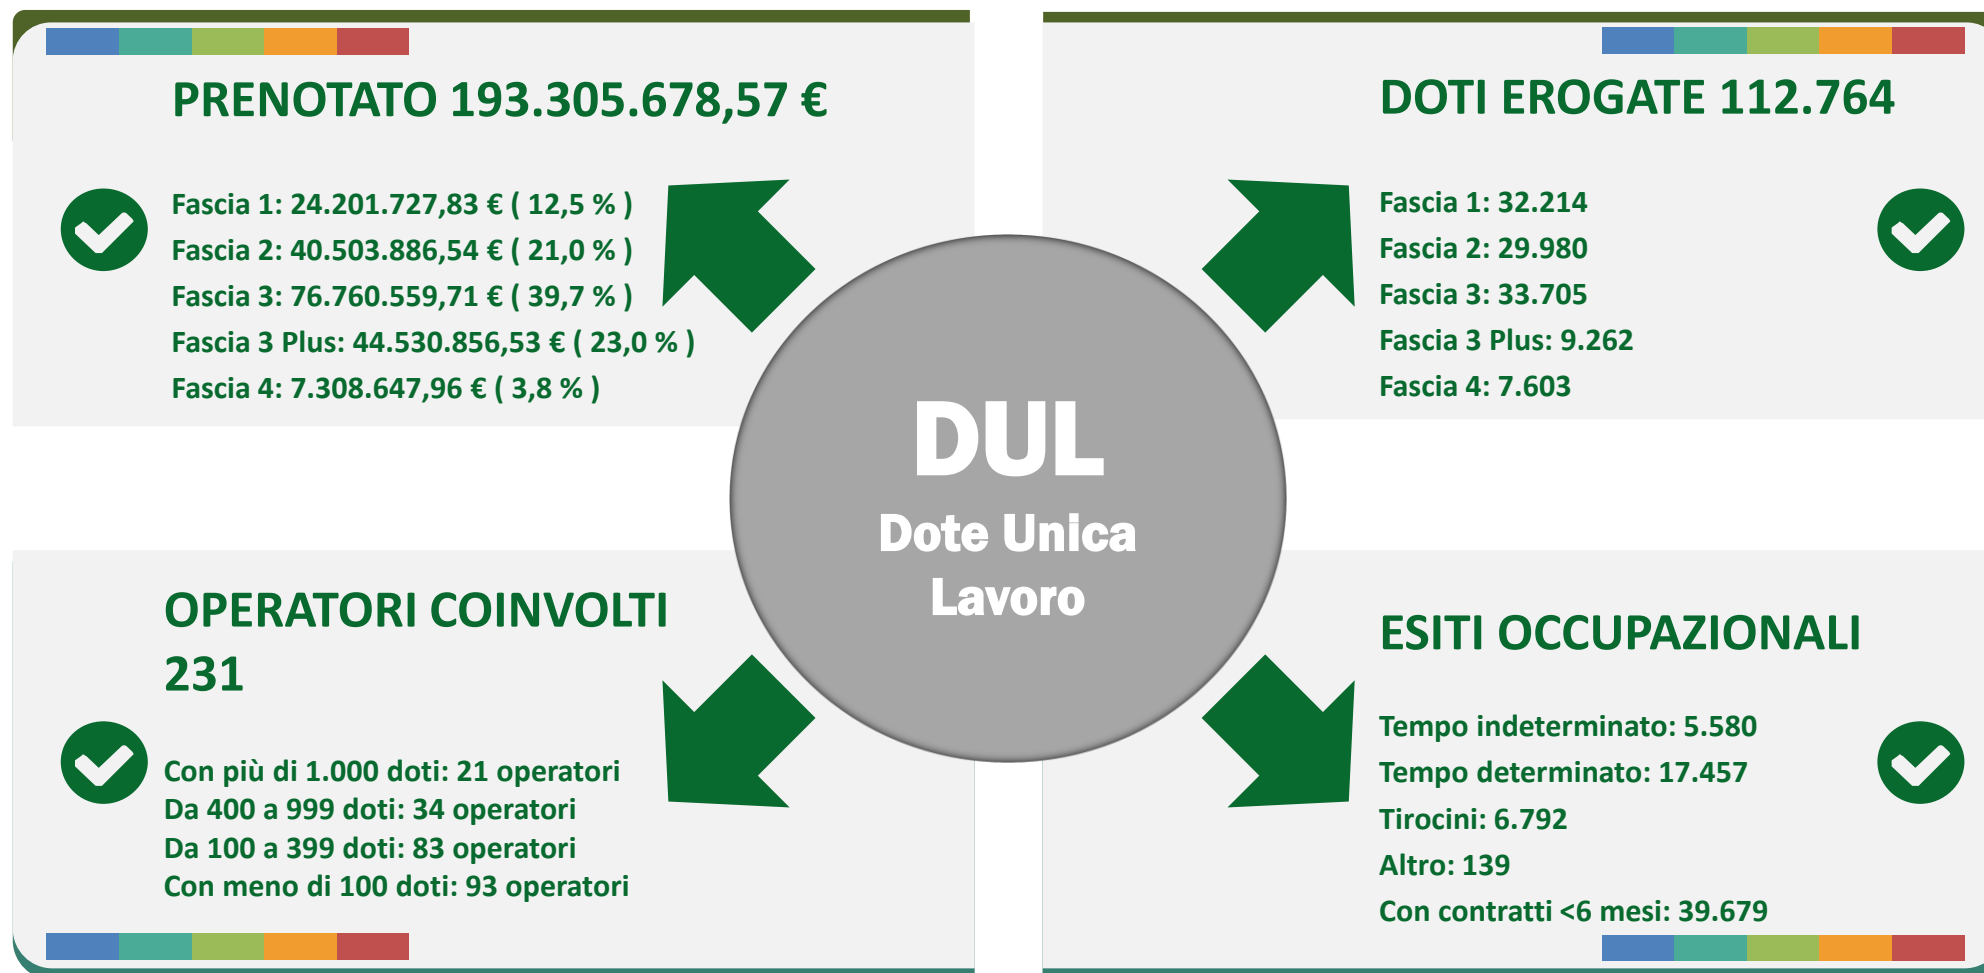 PRENOTATO 193.305.678,57 €
Fascia 1: 24.201.727,83 € ( 12,5 % )
Fascia 2: 40.503.886,54 € ( 21,0 % )
Fascia 3: 76.760.559,71 € ( 39,7 % )
Fascia 3 Plus: 44.530.856,53 € ( 23,0 % )
Fascia 4: 7.308.647,96 € ( 3,8 % )
DOTI EROGATE 112.764
Fascia 1: 32.214
Fascia 2: 29.980
Fascia 3: 33.705
Fascia 3 Plus: 9.262
Fascia 4: 7.603
DUL
Dote Unica
Lavoro
OPERATORI COINVOLTI
231
Con più di 1.000 doti: 21 operatori
Da 400 a 999 doti: 34 operatori
Da 100 a 399 doti: 83 operatori
Con meno di 100 doti: 93 operatori
ESITI OCCUPAZIONALI
Tempo indeterminato: 5.580
Tempo determinato: 17.457
Tirocini: 6.792
Altro: 139
Con contratti <6 mesi: 39.679